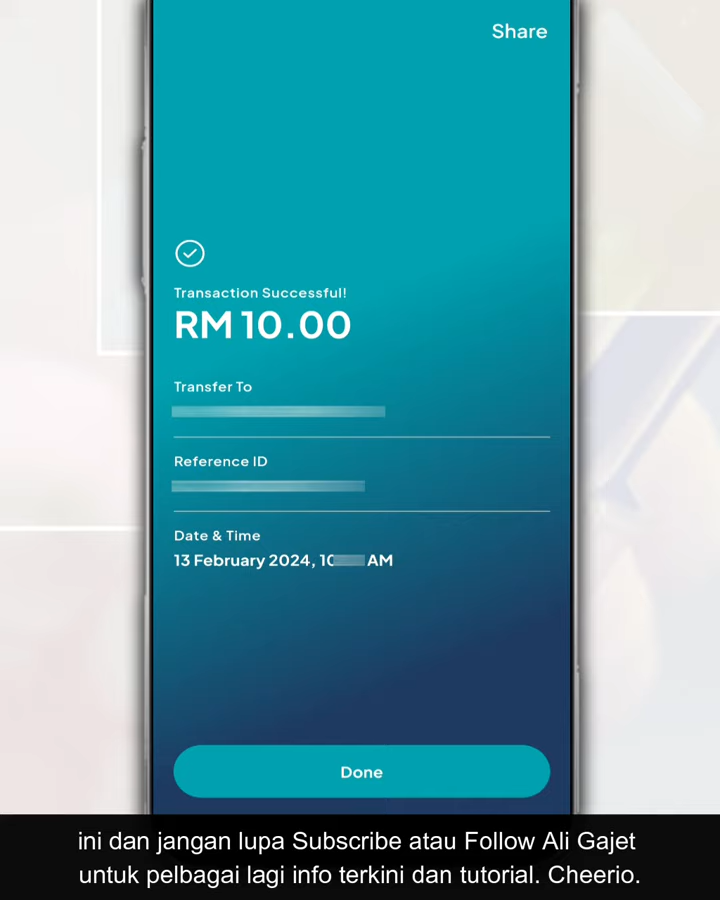 Share
Transaction Successful!
RM 10.00
Transfer To
Reference ID
Date & Time
13 February 2024, 10 AM
Done
ini dan jangan lupa Subscribe atau Follow Ali Gajet
untuk pelbagai lagi info terkini dan tutorial. Cheerio.